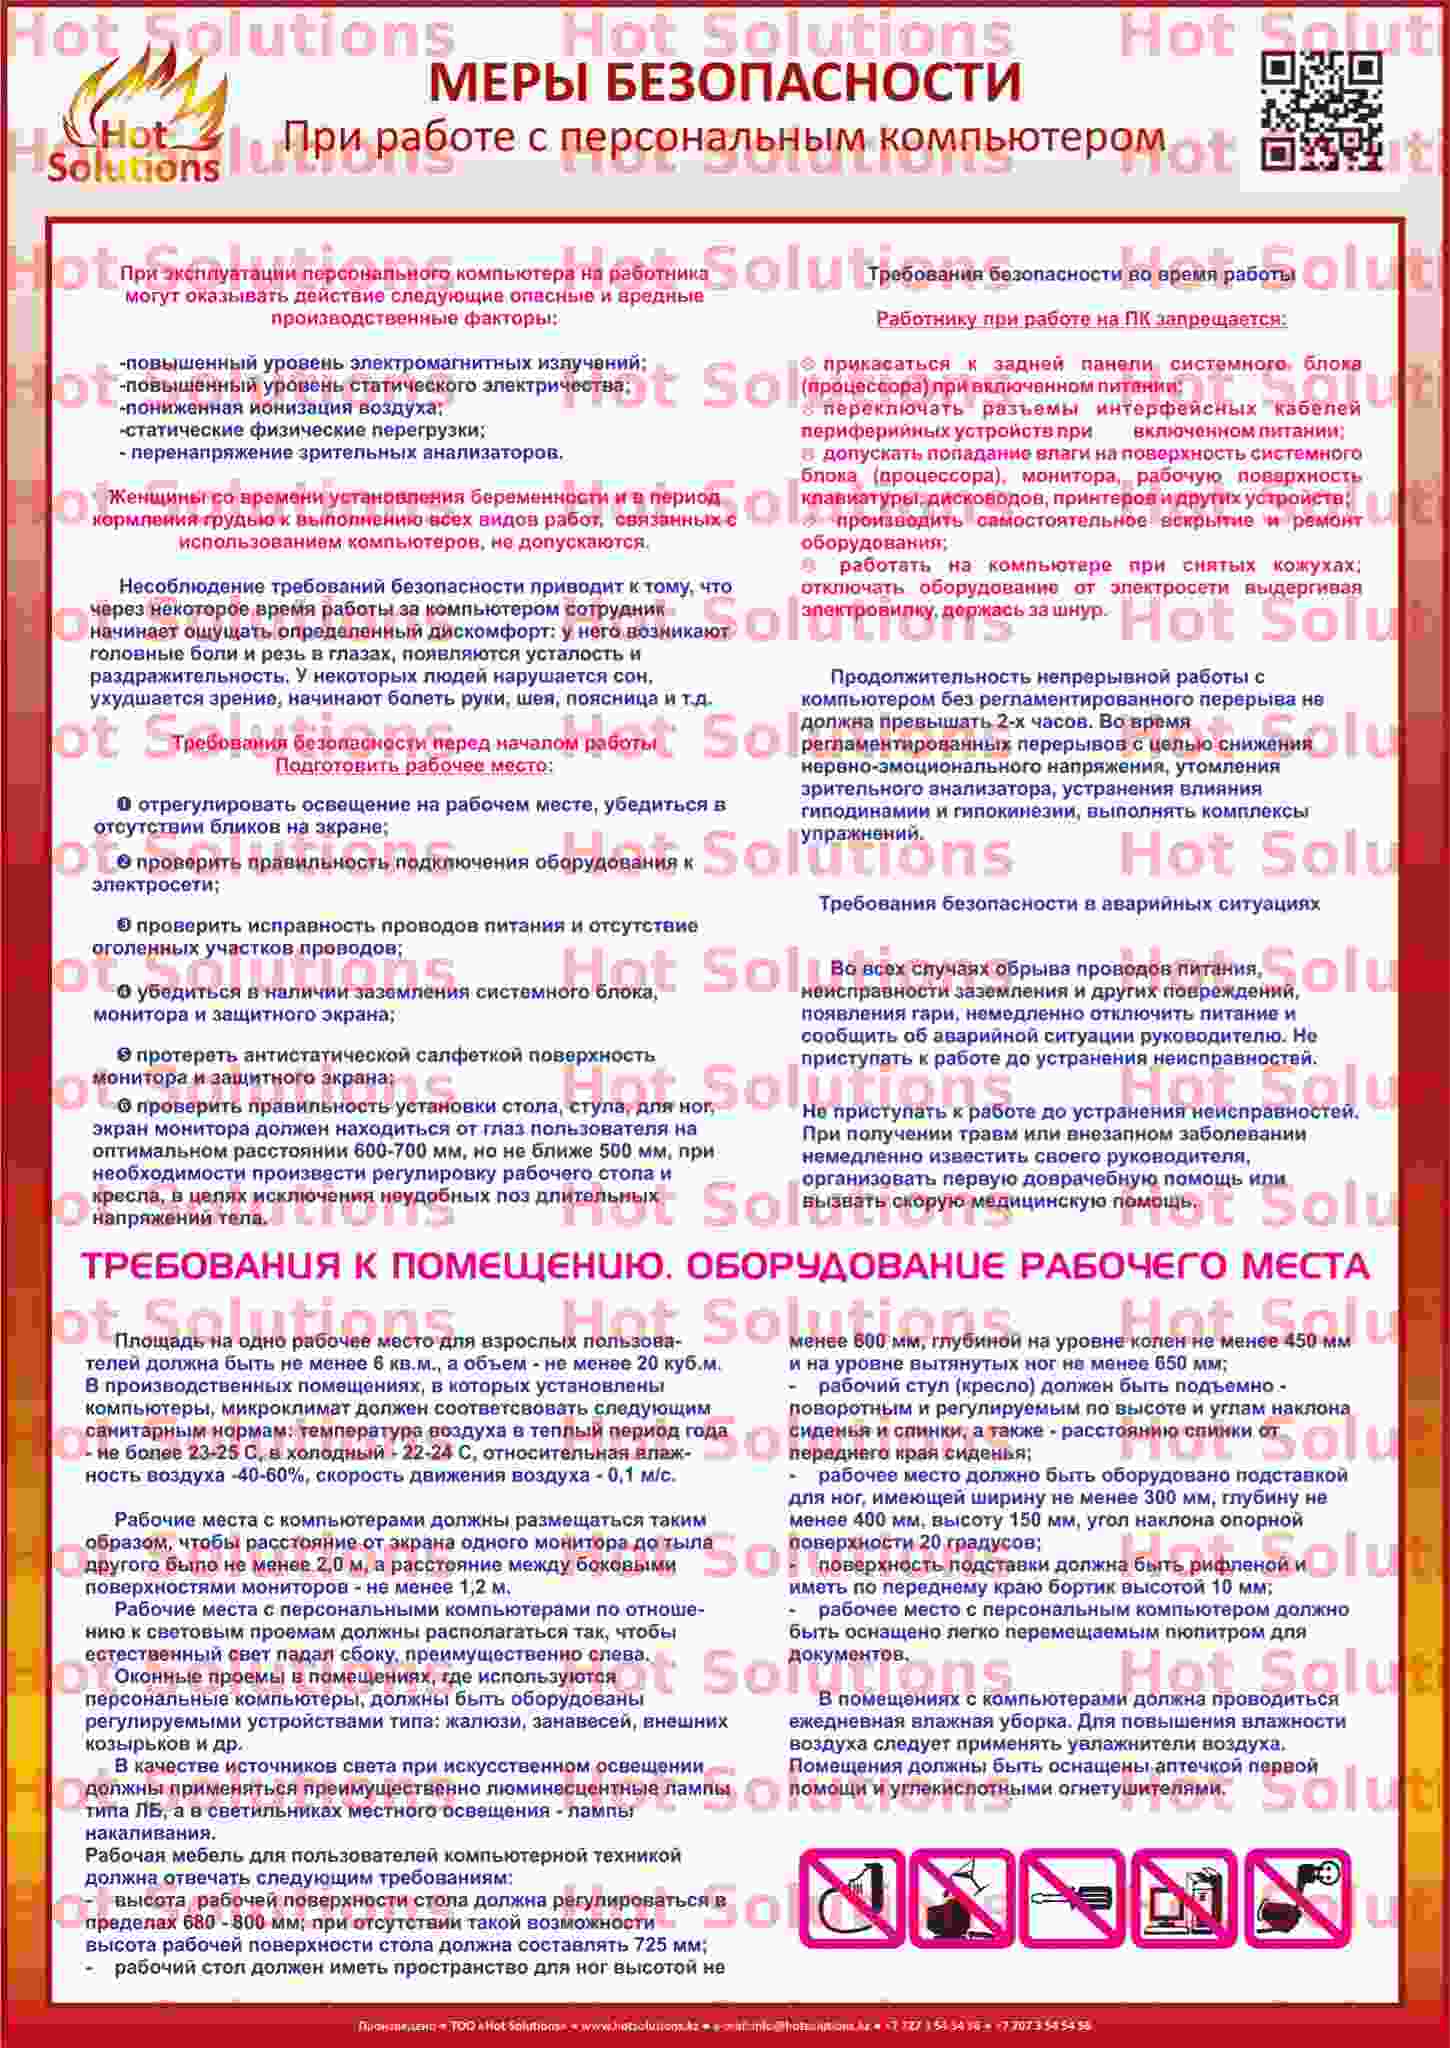 Hot Solutions
МЕРЫ БЕЗОПАСНОСТИ
При работе с персональным компьютером
При эксплуатации персонального компьютера на работника
могут оказывать действие следующие опасные и вредные
производственные факторы:
-повышенный уровень электромагнитных излучений;
-повышенный уровень статического электричества;
-пониженная ионизация воздуха;
-статические физические перегрузки;
- перенапряжение зрительных анализаторов.
Женщины со времени установления беременности и в период
кормления грудью к выполнению всех видов работ, связанных с
использованием компьютеров, не допускаются.
Несоблюдение требований безопасности приводит к тому, что
через некоторое время работы за компьютером сотрудник
начинает ощущать определенный дискомфорт: у него возникают
головные боли и резь в глазах, появляются усталость и
раздражительность. У некоторых людей нарушается сон,
ухудшается зрение, начинают болеть руки, шея, поясница и т.д.
Требования безопасности перед началом работы
Подготовить рабочее место:
❶ отрегулировать освещение на рабочем месте, убедиться в
отсутствии бликов на экране;
❷ проверить правильность подключения оборудования к
электросети;
❸ проверить исправность проводов питания и отсутствие
оголенных участков проводов;
❹ убедиться в наличии заземления системного блока,
монитора и защитного экрана;
❺ протереть антистатической салфеткой поверхность
монитора и защитного экрана;
❻ проверить правильность установки стола, стула, для ног,
экран монитора должен находиться от глаз пользователя на
оптимальном расстоянии 600-700 мм, но не ближе 500 мм, при
необходимости произвести регулировку рабочего стола и
кресла, в целях исключения неудобных поз длительных
напряжений тела.
Требования безопасности во время работы
Работнику при работе на ПК запрещается:
прикасаться к задней панели системного блока
(процессора) при включенном питании;
переключать разъемы интерфейсных кабелей
периферийных устройств при включенном питании;
допускать попадание влаги на поверхность системного
блока (процессора), монитора, рабочую поверхность
клавиатуры, дисководов, принтеров и других устройств;
производить самостоятельное вскрытие и ремонт
оборудования;
работать на компьютере при снятых кожухах;
отключать оборудование от электросети выдергивая
электровилку, держась за шнур.
Продолжительность непрерывной работы с
компьютером без регламентированного перерыва не
должна превышать 2-х часов. Во время
регламентированных перерывов с целью снижения
нервно-эмоционального напряжения, утомления
зрительного анализатора, устранения влияния
гиподинамии и гипокинезии, выполнять комплексы
упражнений.
Требования безопасности в аварийных ситуациях
Во всех случаях обрыва проводов питания,
неисправности заземления и других повреждений,
появления гари, немедленно отключить питание и
сообщить об аварийной ситуации руководителю. Не
приступать к работе до устранения неисправностей.
Не приступать к работе до устранения неисправностей.
При получении травм или внезапном заболевании
немедленно известить своего руководителя,
организовать первую доврачебную помощь или
вызвать скорую медицинскую помощь.
ТРЕБОВАНИЯ К ПОМЕЩЕНИЮ. ОБОРУДОВАНИЕ РАБОЧЕГО МЕСТА
Площадь на одно рабочее место для взрослых пользова-
телей должна быть не менее 6 кв.м., а объем - не менее 20 куб.м.
В производственных помещениях, в которых установлены
компьютеры, микроклимат должен соответсвовать следующим
санитарным нормам: температура воздуха в теплый период года
- не более 23-25 С, в холодный - 22-24 С, относительная влаж-
ность воздуха -40-60%, скорость движения воздуха - 0,1 м/с.
Рабочие места с компьютерами должны размещаться таким
образом, чтобы расстояние от экрана одного монитора до тыла
другого было не менее 2,0 м, а расстояние между боковыми
поверхностями мониторов - не менее 1,2 м.
Рабочие места с персональными компьютерами по отноше-
нию к световым проемам должны располагаться так, чтобы
естественный свет падал сбоку, преимущественно слева.
Оконные проемы в помещениях, где используются
персональные компьютеры, должны быть оборудованы
регулируемыми устройствами типа: жалюзи, занавесей, внешних
козырьков и др.
В качестве источников света при искусственном освещении
должны применяться преимущественно люминесцентные лампы
типа ЛБ, а в светильниках местного освещения - лампы
накаливания.
Рабочая мебель для пользователей компьютерной техникой
должна отвечать следующим требованиям:
- высота рабочей поверхности стола должна регулироваться в
пределах 680 - 800 мм; при отсутствии такой возможности
высота рабочей поверхности стола должна составлять 725 мм;
- рабочий стол должен иметь пространство для ног высотой не
менее 600 мм, глубиной на уровне колен не менее 450 мм
и на уровне вытянутых ног не менее 650 мм;
- рабочий стул (кресло) должен быть подъемно -
поворотным и регулируемым по высоте и углам наклона
сиденья и спинки, а также - расстоянию спинки от
переднего края сиденья;
- рабочее место должно быть оборудовано подставкой
для ног, имеющей ширину не менее 300 мм, глубину не
менее 400 мм, высоту 150 мм, угол наклона опорной
поверхности 20 градусов;
- поверхность подставки должна быть рифленой и
иметь по переднему краю бортик высотой 10 мм;
- рабочее место с персональным компьютером должно
быть оснащено легко перемещаемым пюпитром для
документов.
В помещениях с компьютерами должна проводиться
ежедневная влажная уборка. Для повышения влажности
воздуха следует применять увлажнители воздуха.
Помещения должны быть оснащены аптечкой первой
помощи и углекислотными огнетушителями.
Произведено • ТОО «Hot Solutions» • www.hotsolutions.kz • e-mail:info@hotsolutions.kz • +7 727 3 54 54 56 • +7 707 3 54 54 56